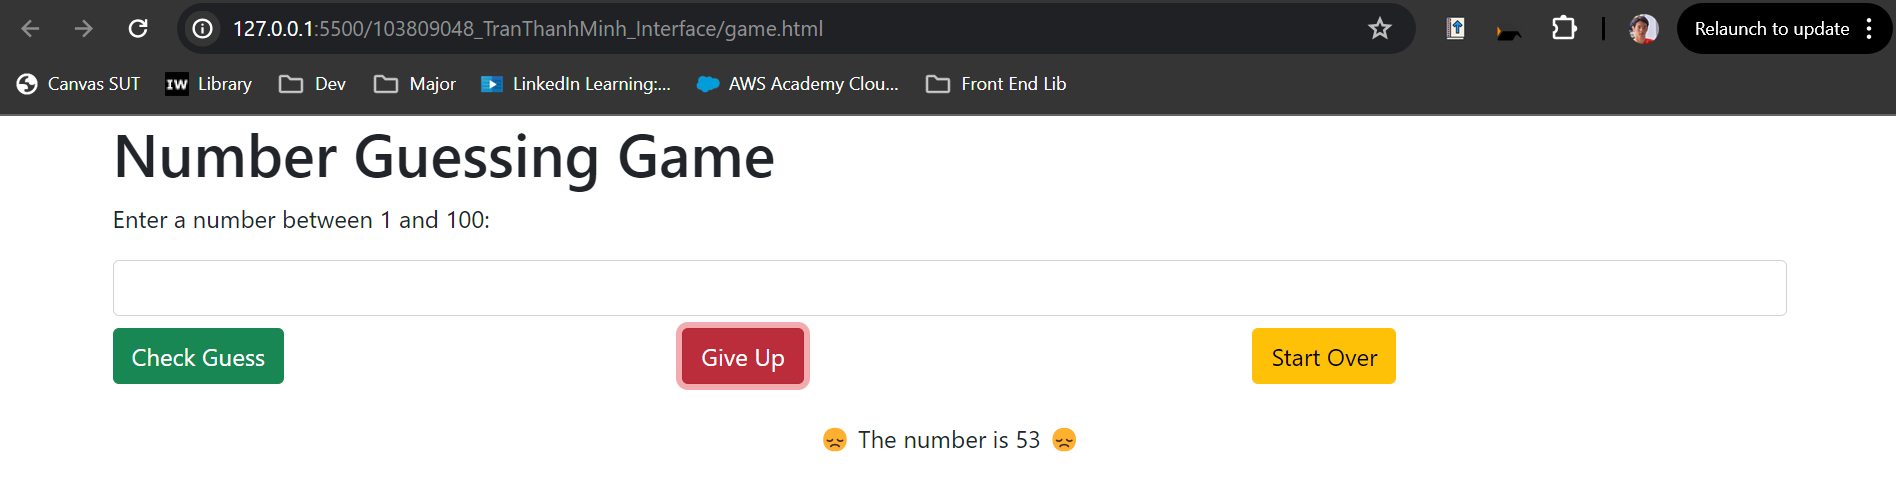 127.0.0.1:5500/103809048_TranThanhMinh_Interface/game.html Relaunch to update
Canvas SUT IW Library Dev Major LinkedIn Learning:... AWS Academy Clou... Front End Lib
Number Guessing Game
Enter a number between 1 and 100:
Check Guess Give Up Start Over
😞 The number is 53 😞